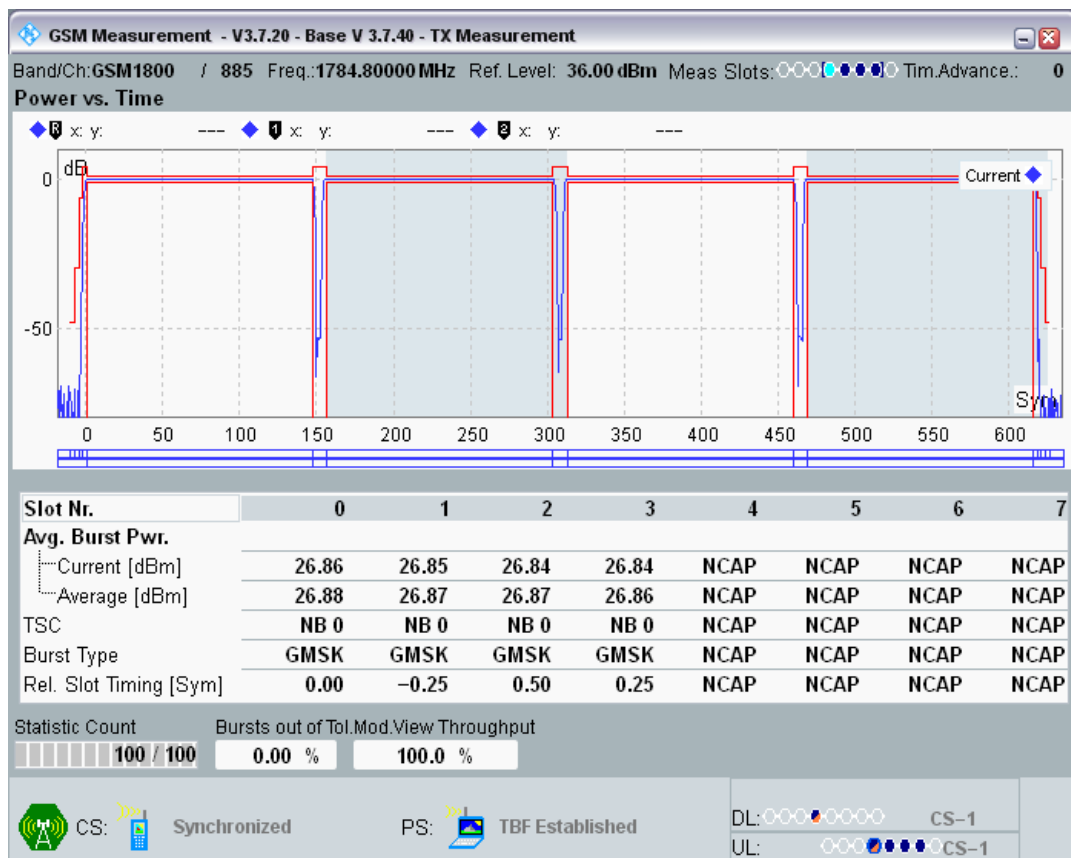 GSM Measurement - V3.7.20 - Base V 3.7.40 - TX Measurement
Band/Ch:GSM1800 / 885 Freq.:1784.80000 MHz Ref. Level: 36.00 dBm Meas Slots: Tim.Advance.: 0
Power vs. Time
R x: y: --- 1 x: y: --- 2 x: y: ---
dB
Current
0
-50
Sym
0 50 100 150 200 250 300 350 400 450 500 550 600
Slot Nr. 0 1 2 3 4 5 6 7
Avg. Burst Pwr.
Current [dBm] 26.86 26.85 26.84 26.84 NCAP NCAP NCAP NCAP
Average [dBm] 26.88 26.87 26.87 26.86 NCAP NCAP NCAP NCAP
TSC NB 0 NB 0 NB 0 NB 0 NCAP NCAP NCAP NCAP
Burst Type GMSK GMSK GMSK GMSK NCAP NCAP NCAP NCAP
Rel. Slot Timing [Sym] 0.00 −0.25 0.50 0.25 NCAP NCAP NCAP NCAP
Statistic Count Bursts out of Tol.Mod.View Throughput
100 / 100 0.00 % 100.0 %
CS: Synchronized PS: TBF Established
DL: CS−1
UL: CS−1